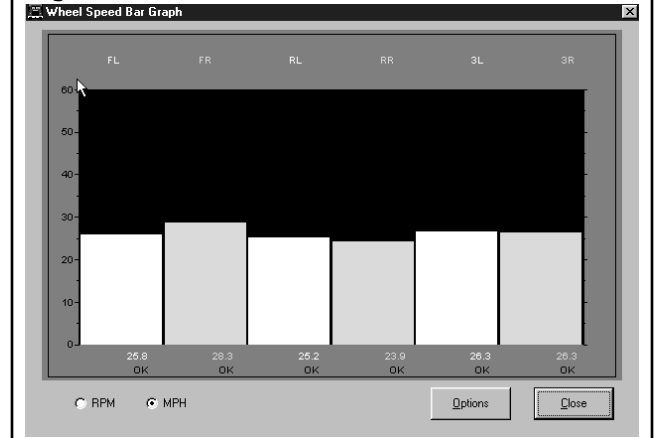 Wheel Speed Bar Graph
FL FR RL RR 3L 3R
60
50
40
30
20
10
0
25.8 28.3 25.2 23.9 26.3 26.3
OK OK OK OK OK OK
RPM MPH Options Close